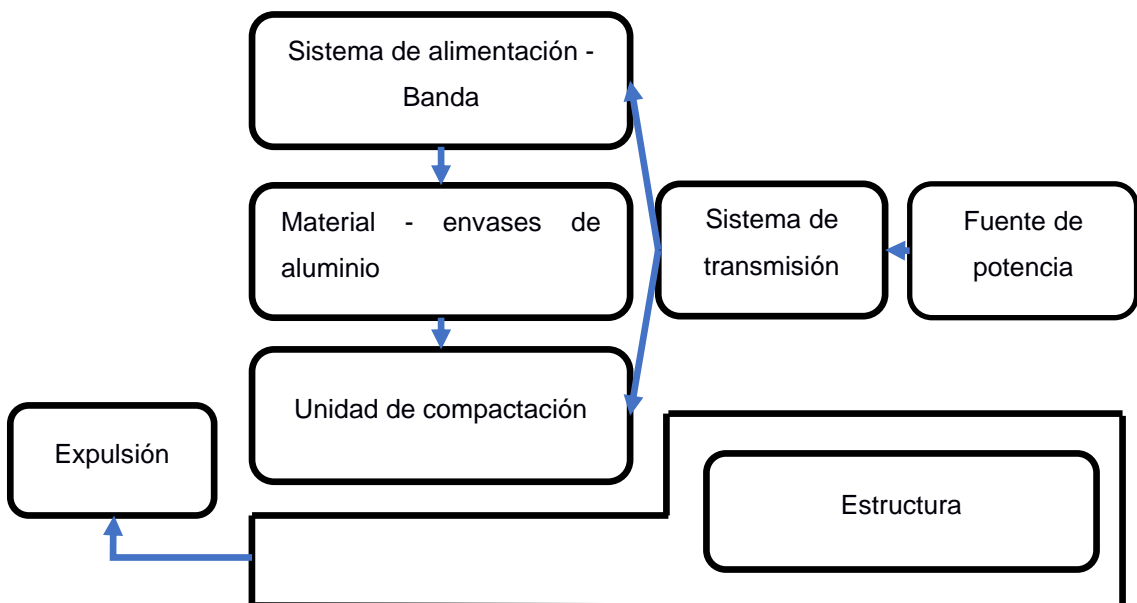 Sistema de alimentación -
Banda
Material - envases de
aluminio
Sistema de
transmisión
Fuente de
potencia
Unidad de compactación
Expulsión
Estructura